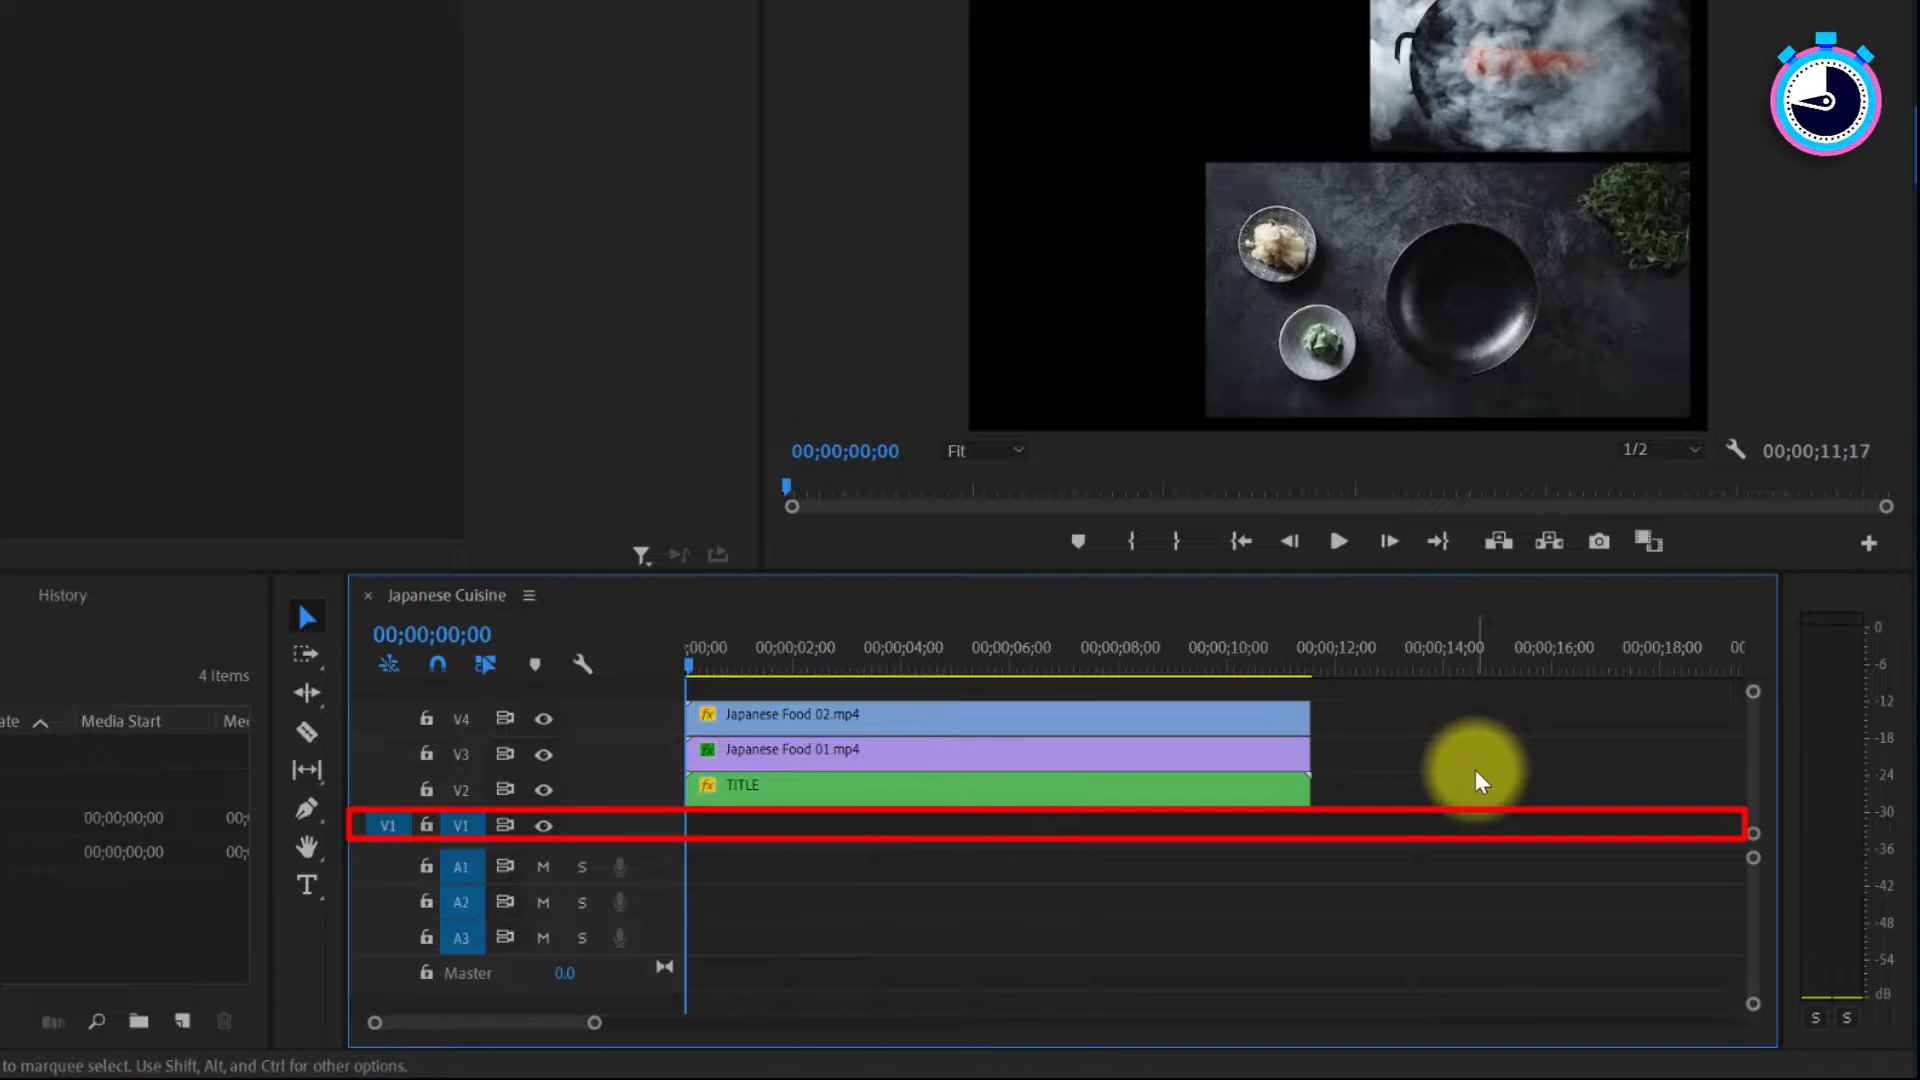 00;00;00;00
Fit
1/2
00;00;11;17
History
Japanese Cuisine
00;00;00;00
;00;00
00;00;02;00
00;00;04;00
00;00;06;00
00;00;08;00
00;00;10;00
00;00;12;00
00;00;14;00
00;00;16;00
00;00;18;00
00
4 Items
ate
Media Start
Me
00;00;00;00
00;
00;00;00;00
00;
V4
fx Japanese Food 02.mp4
V3
fx Japanese Food 01.mp4
V2
fx TITLE
V1
V1
A1 M S
A2 M S
A3 M S
Master 0.0
0
-6
-12
-18
-24
-30
-36
-42
-48
-54
dB
S S
to marquee select. Use Shift, Alt, and Ctrl for other options.